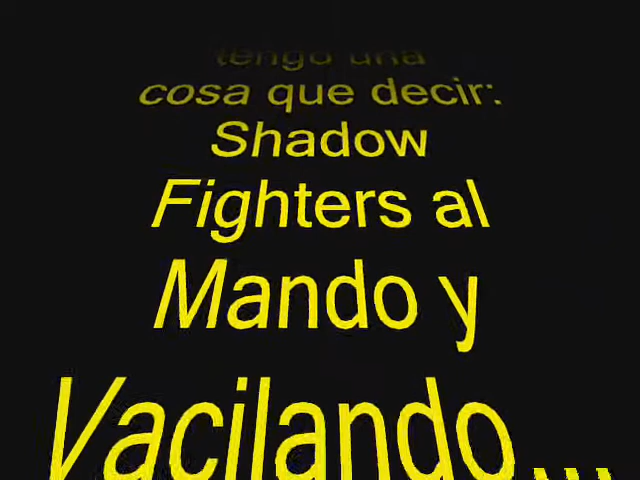 tengo una
cosa que decir:
Shadow
Fighters al
Mando y
Vacilando...